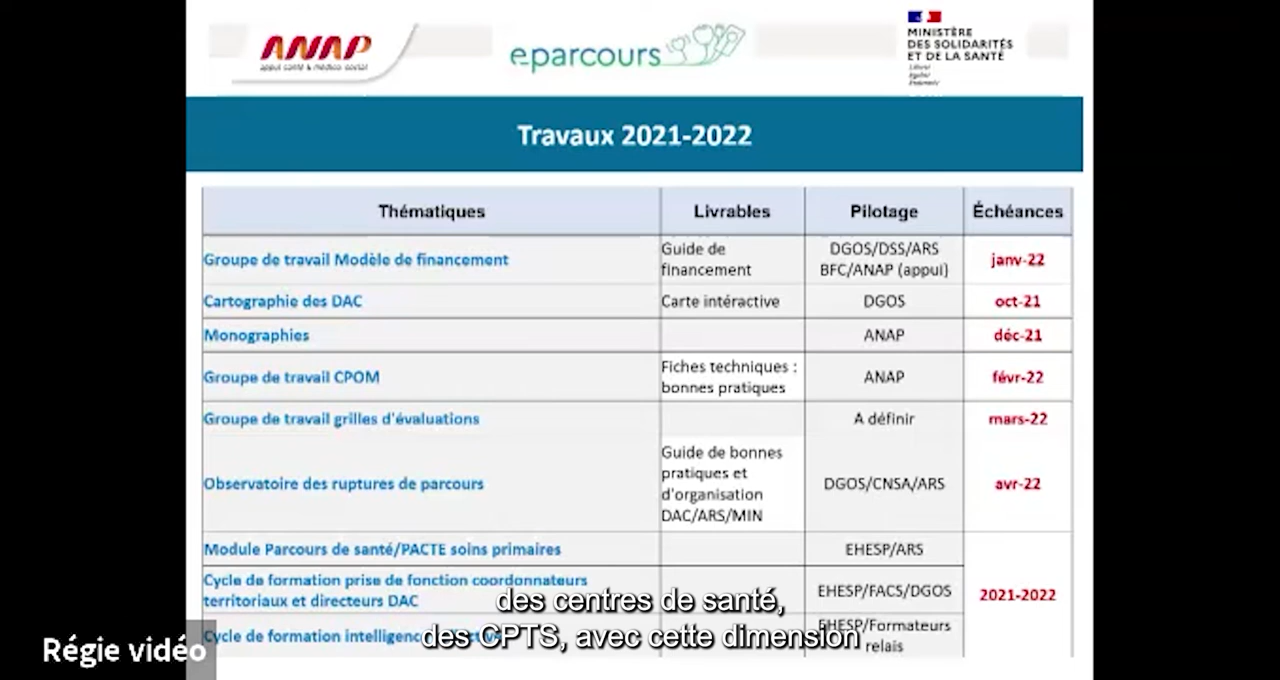 ANAP
appui santé & médico-social
eparcours
MINISTÈRE
DES SOLIDARITÉS
ET DE LA SANTÉ
Liberté
Égalité
Fraternité
Travaux 2021-2022
Thématiques Livrables Pilotage Échéances
Groupe de travail Modèle de financement
Guide de
financement
DGOS/DSS/ARS
BFC/ANAP (appui)
janv-22
Cartographie des DAC Carte intéractive DGOS oct-21
Monographies ANAP déc-21
Groupe de travail CPOM
Fiches techniques :
bonnes pratiques
ANAP févr-22
Groupe de travail grilles d'évaluations A définir mars-22
Observatoire des ruptures de parcours
Guide de bonnes
pratiques et
d'organisation
DAC/ARS/MIN
DGOS/CNSA/ARS avr-22
Module Parcours de santé/PACTE soins primaires EHESP/ARS
Cycle de formation prise de fonction coordonnateurs
territoriaux et directeurs DAC
EHESP/FACS/DGOS
2021-2022
Cycle de formation
EHESP/Formateurs
relais
des centres de santé,
des CPTS, avec cette dimension
Régie vidéo